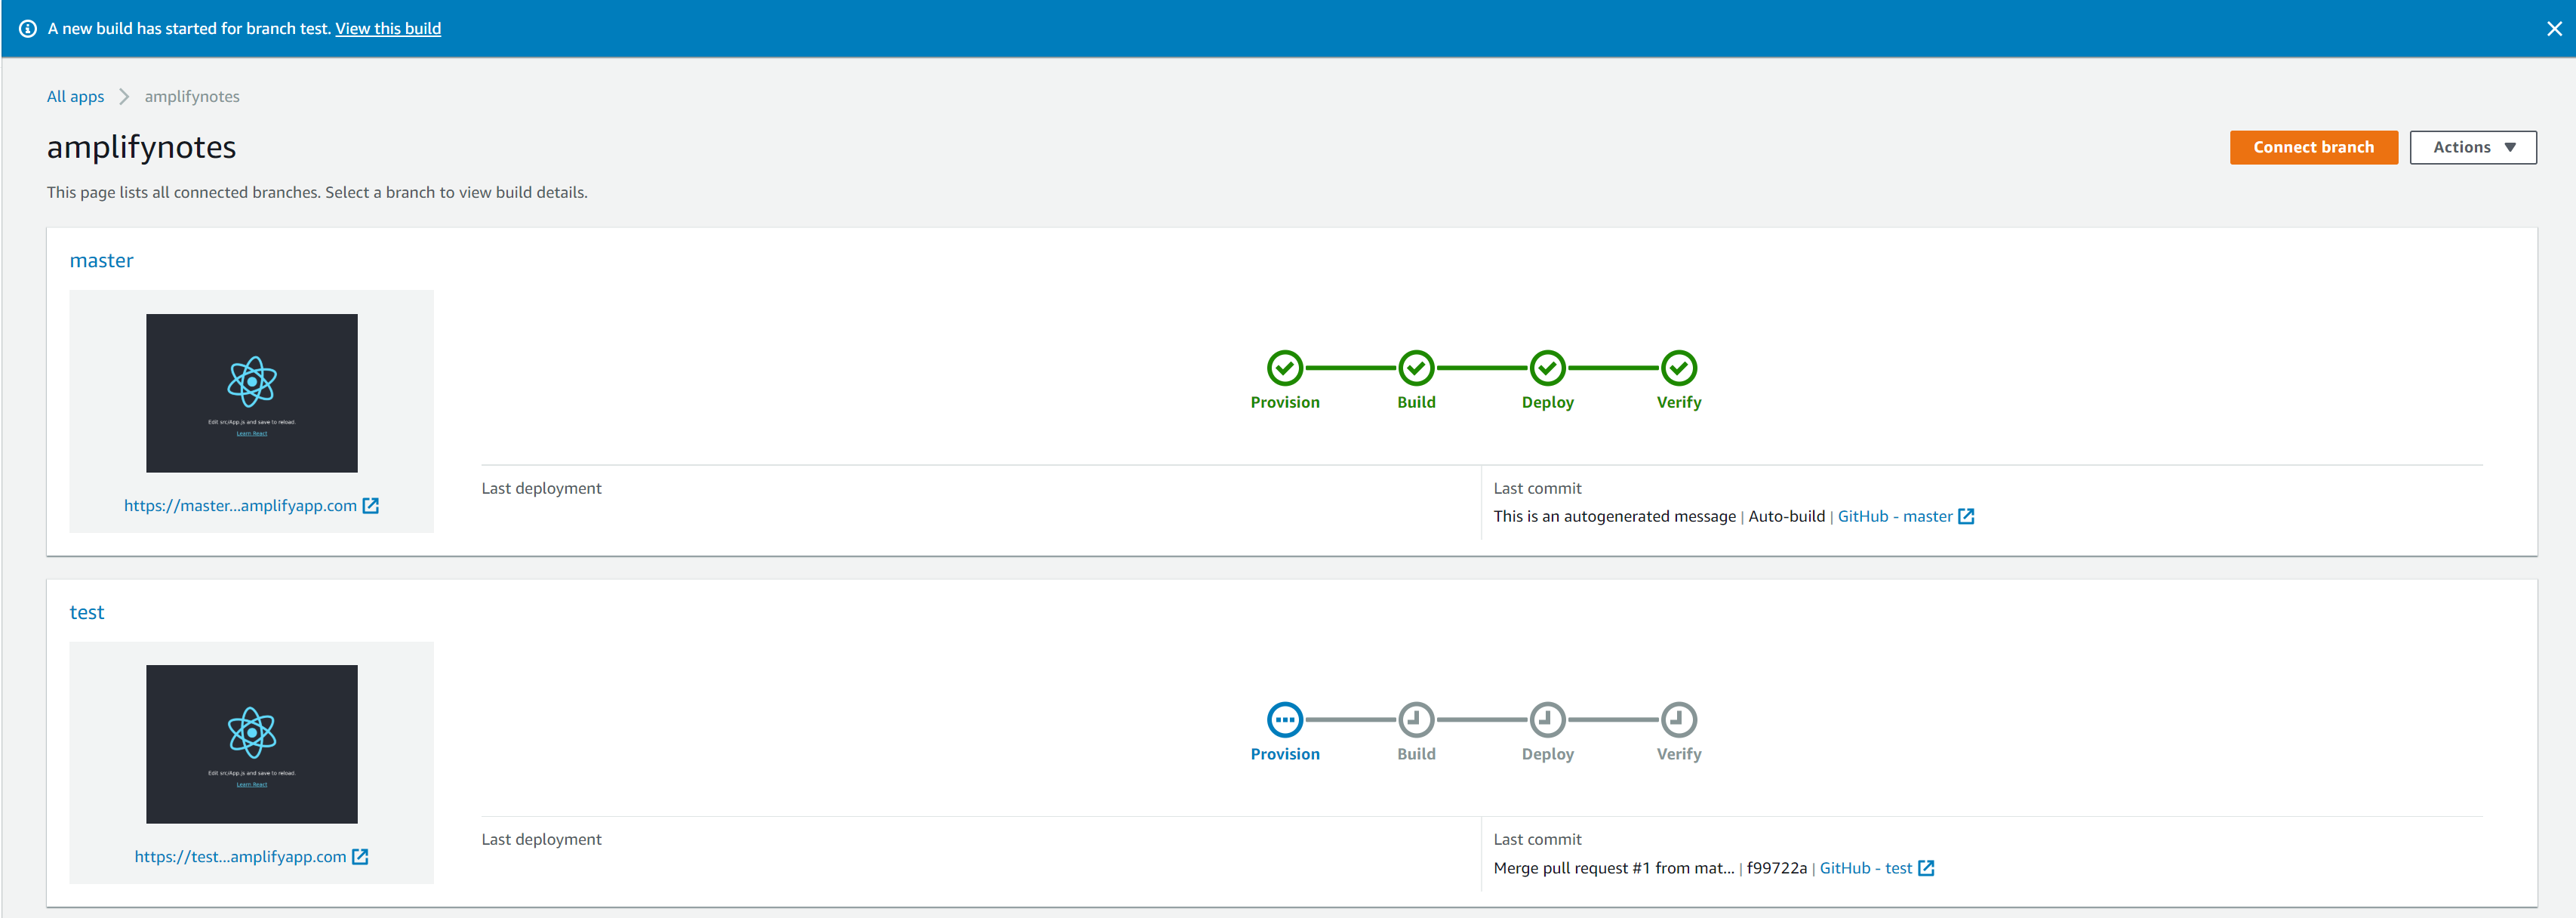 A new build has started for branch test. View this build
All apps amplifynotes
amplifynotes
Connect branch
Actions
This page lists all connected branches. Select a branch to view build details.
master
Edit src/App.js and save to reload.
Learn React
https://master...amplifyapp.com
Provision Build Deploy Verify
Last deployment
Last commit
This is an autogenerated message | Auto-build | GitHub - master
test
Edit src/App.js and save to reload.
Learn React
https://test...amplifyapp.com
Provision Build Deploy Verify
Last deployment
Last commit
Merge pull request #1 from mat... | f99722a | GitHub - test